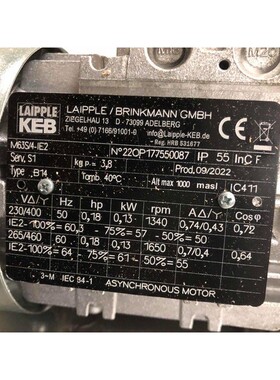 LAIPPLE
KEB
LAIPPLE / BRINKMANN GMBH
ZIEGELHAU 13 D - 73099 ADELBERG
Tel. +49 (0) 7166/91001-0 info@Laipple-KEB.de
- Reg. HRB 531677
M63S/4-IE2 N°22OP177550087 IP 55 InCl F
Serv. S1 kg ≈ = 3,8 - Prod.09/2022
Type B14 Tamb. 40°C - Alt max 1000 masl IC411
V∆/Y Hz hp kW RPM A∆/Y CosF
230/400 50 0,18 0,13 1340 0,74/0,43 0,72
IE2-100%= 60,3 -75%= 57 -50%= 50
265/460 60 0,18 0,13 1650 0,7/0,4 0,64
IE2-100%= 64 -75%= 61 -50%= 55
3~M IEC 34-1 ASYNCHRONOUS MOTOR